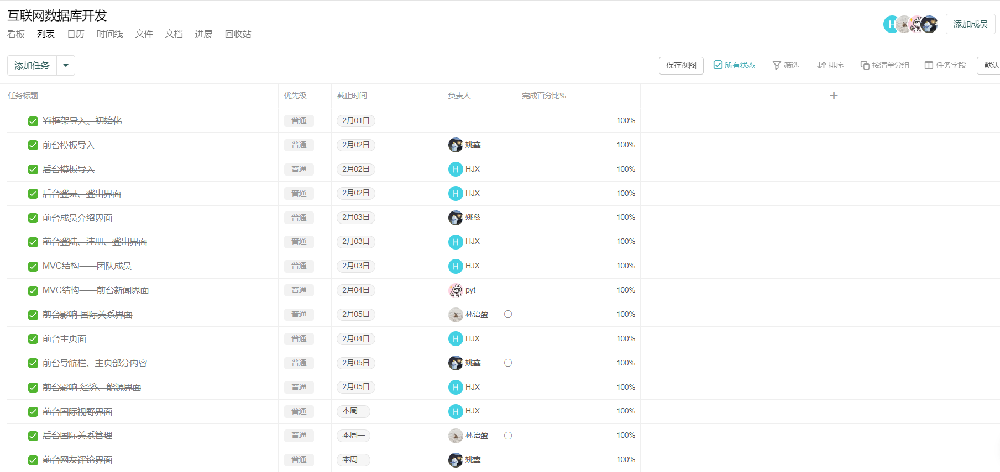 互联网数据库开发
看板 列表 日历 时间线 文件 文档 进展 回收站
H 添加成员
添加任务 保存视图 所有状态 筛选 排序 按清单分组 任务字段 默认
任务标题 优先级 截止时间 负责人 完成百分比% +
Yii框架导入、初始化 普通 2月01日 100%
前台模板导入 普通 2月02日 姚鑫 100%
后台模板导入 普通 2月02日 H HJX 100%
后台登录、登出界面 普通 2月02日 H HJX 100%
前台成员介绍界面 普通 2月03日 姚鑫 100%
前台登陆、注册、登出界面 普通 2月03日 H HJX 100%
MVC结构——团队成员 普通 2月03日 H HJX 100%
MVC结构——前台新闻界面 普通 2月04日 pyt 100%
前台影响-国际关系界面 普通 2月05日 林语盈 100%
前台主页面 普通 2月04日 H HJX 100%
前台导航栏、主页部分内容 普通 2月05日 姚鑫 100%
前台影响-经济、能源界面 普通 2月05日 H HJX 100%
前台国际视野界面 普通 本周一 H HJX 100%
后台国际关系管理 普通 本周一 林语盈 100%
前台网友评论界面 普通 本周二 姚鑫 100%